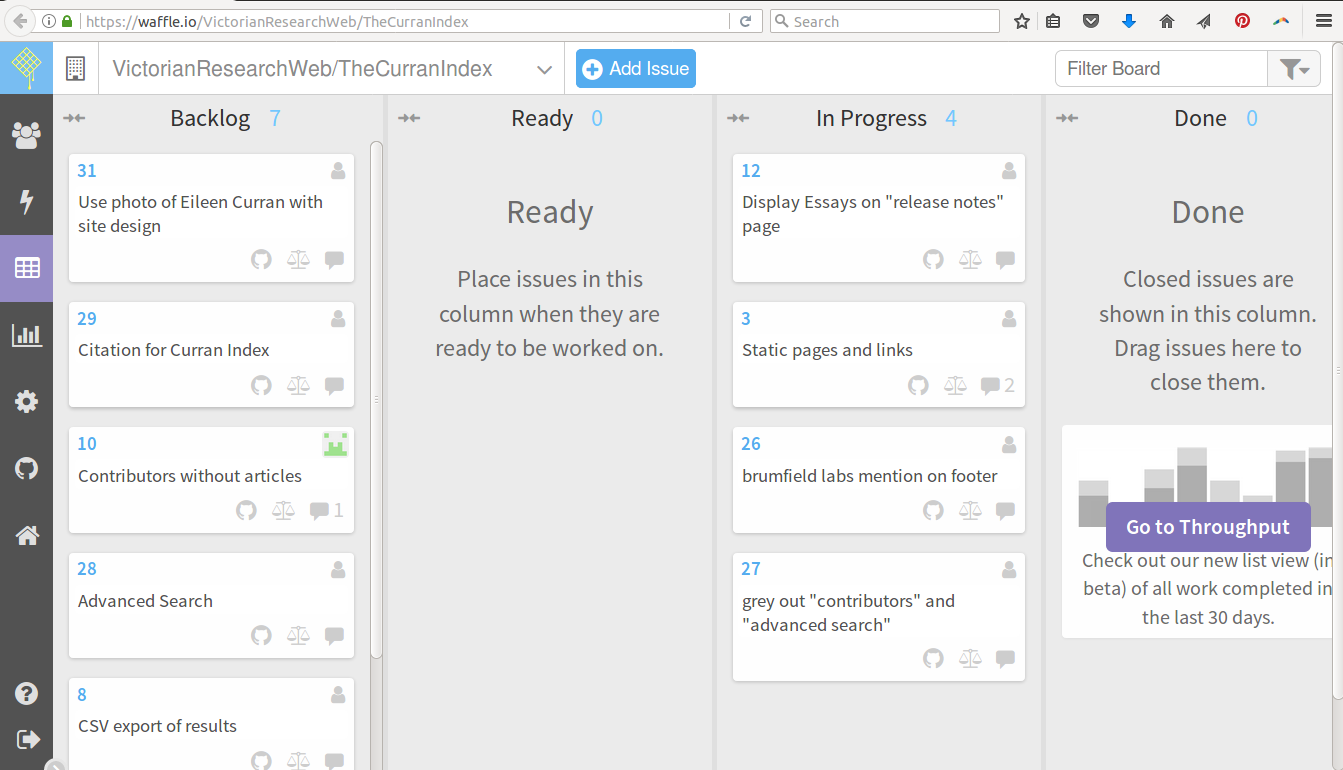 https://waffle.io/VictorianResearchWeb/TheCurranIndex
Search
VictorianResearchWeb/TheCurranIndex
Add Issue
Filter Board
Backlog 7
31
Use photo of Eileen Curran with
site design
29
Citation for Curran Index
10
Contributors without articles
1
28
Advanced Search
8
CSV export of results
Ready 0
Ready
Place issues in this
column when they are
ready to be worked on.
In Progress 4
12
Display Essays on "release notes"
page
3
Static pages and links
2
26
brumfield labs mention on footer
27
grey out "contributors" and
"advanced search"
Done 0
Done
Closed issues are
shown in this column.
Drag issues here to
close them.
Go to Throughput
Check out our new list view (in
beta) of all work completed in
the last 30 days.